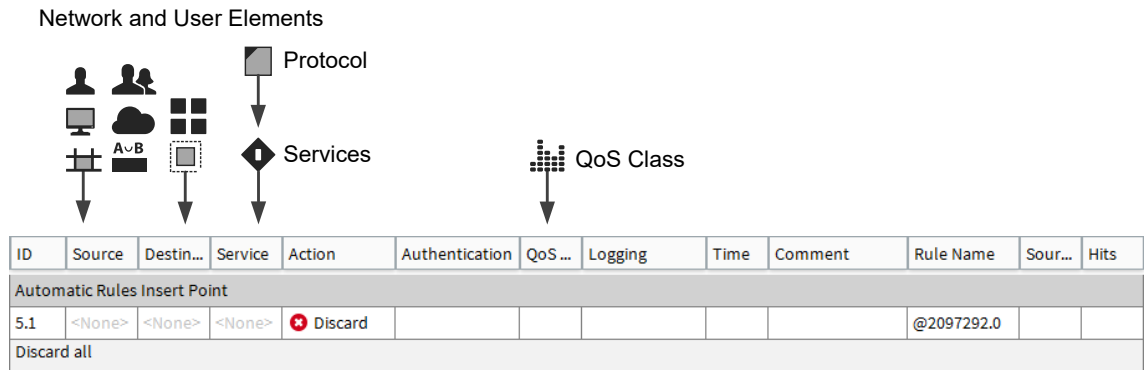 Network and User Elements
Protocol
A∪B
Services
QoS Class
ID Source Destin... Service Action Authentication QoS ... Logging Time Comment Rule Name Sour... Hits
Automatic Rules Insert Point
5.1 <None> <None> <None> Discard @2097292.0
Discard all